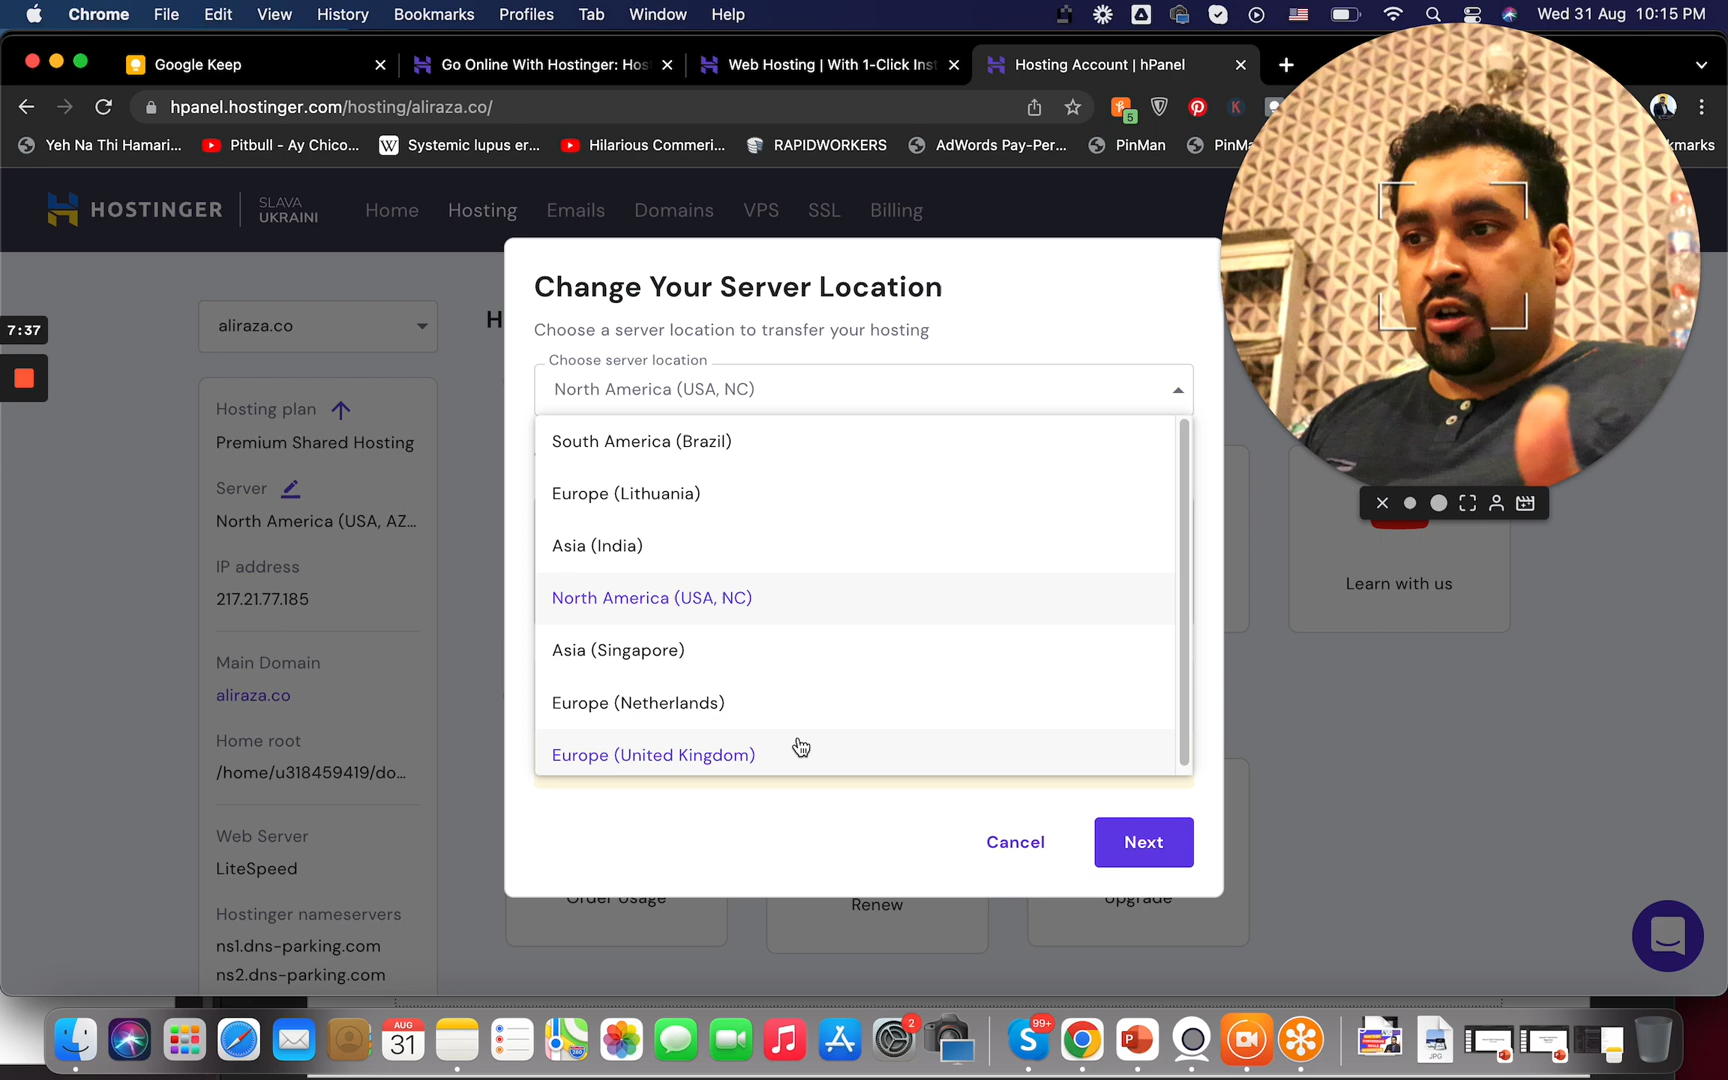 Chrome File Edit View History Bookmarks Profiles Tab Window Help Wed 31 Aug 10:15 PM
Google Keep Go Online With Hostinger: Hos Web Hosting | With 1-Click Inst Hosting Account | hPanel
hpanel.hostinger.com/hosting/aliraza.co/ 5 K
Yeh Na Thi Hamari... Pitbull - Ay Chico... W Systemic lupus er... Hilarious Commeri... RAPIDWORKERS AdWords Pay-Per... PinMan
HOSTINGER SLAVA UKRAINI Home Hosting Emails Domains VPS SSL Billing
7:37
aliraza.co
Hosting plan
Premium Shared Hosting
Server
North America (USA, AZ...
IP address
217.21.77.185
Main Domain
aliraza.co
Home root
/home/u318459419/do...
Web Server
LiteSpeed
Hostinger nameservers
ns1.dns-parking.com
ns2.dns-parking.com
Change Your Server Location
Choose a server location to transfer your hosting
Choose server location
North America (USA, NC)
South America (Brazil)
Europe (Lithuania)
Asia (India)
North America (USA, NC)
Asia (Singapore)
Europe (Netherlands)
Europe (United Kingdom)
Cancel Next
Learn with us
Order Usage Renew Upgrade
AUG
31
2
99+
JPG